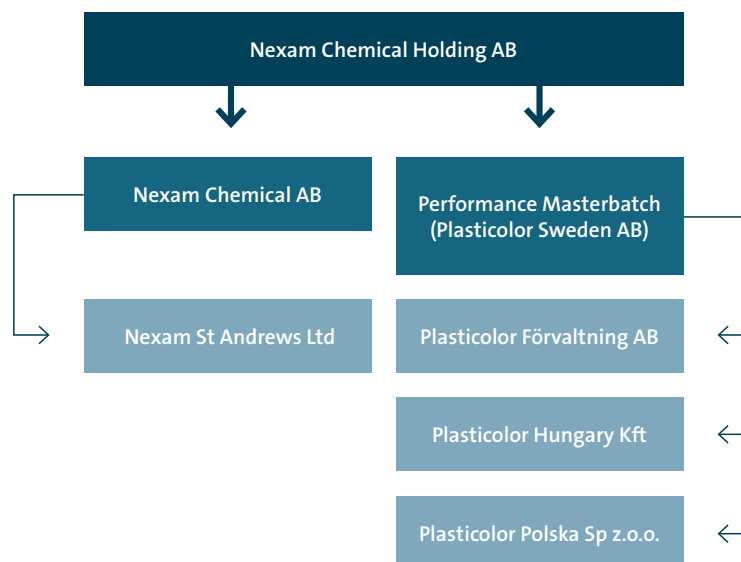 Nexam Chemical Holding AB
Nexam Chemical AB
Performance Masterbatch
(Plasticolor Sweden AB)
Nexam St Andrews Ltd
Plasticolor Förvaltning AB
Plasticolor Hungary Kft
Plasticolor Polska Sp z.o.o.